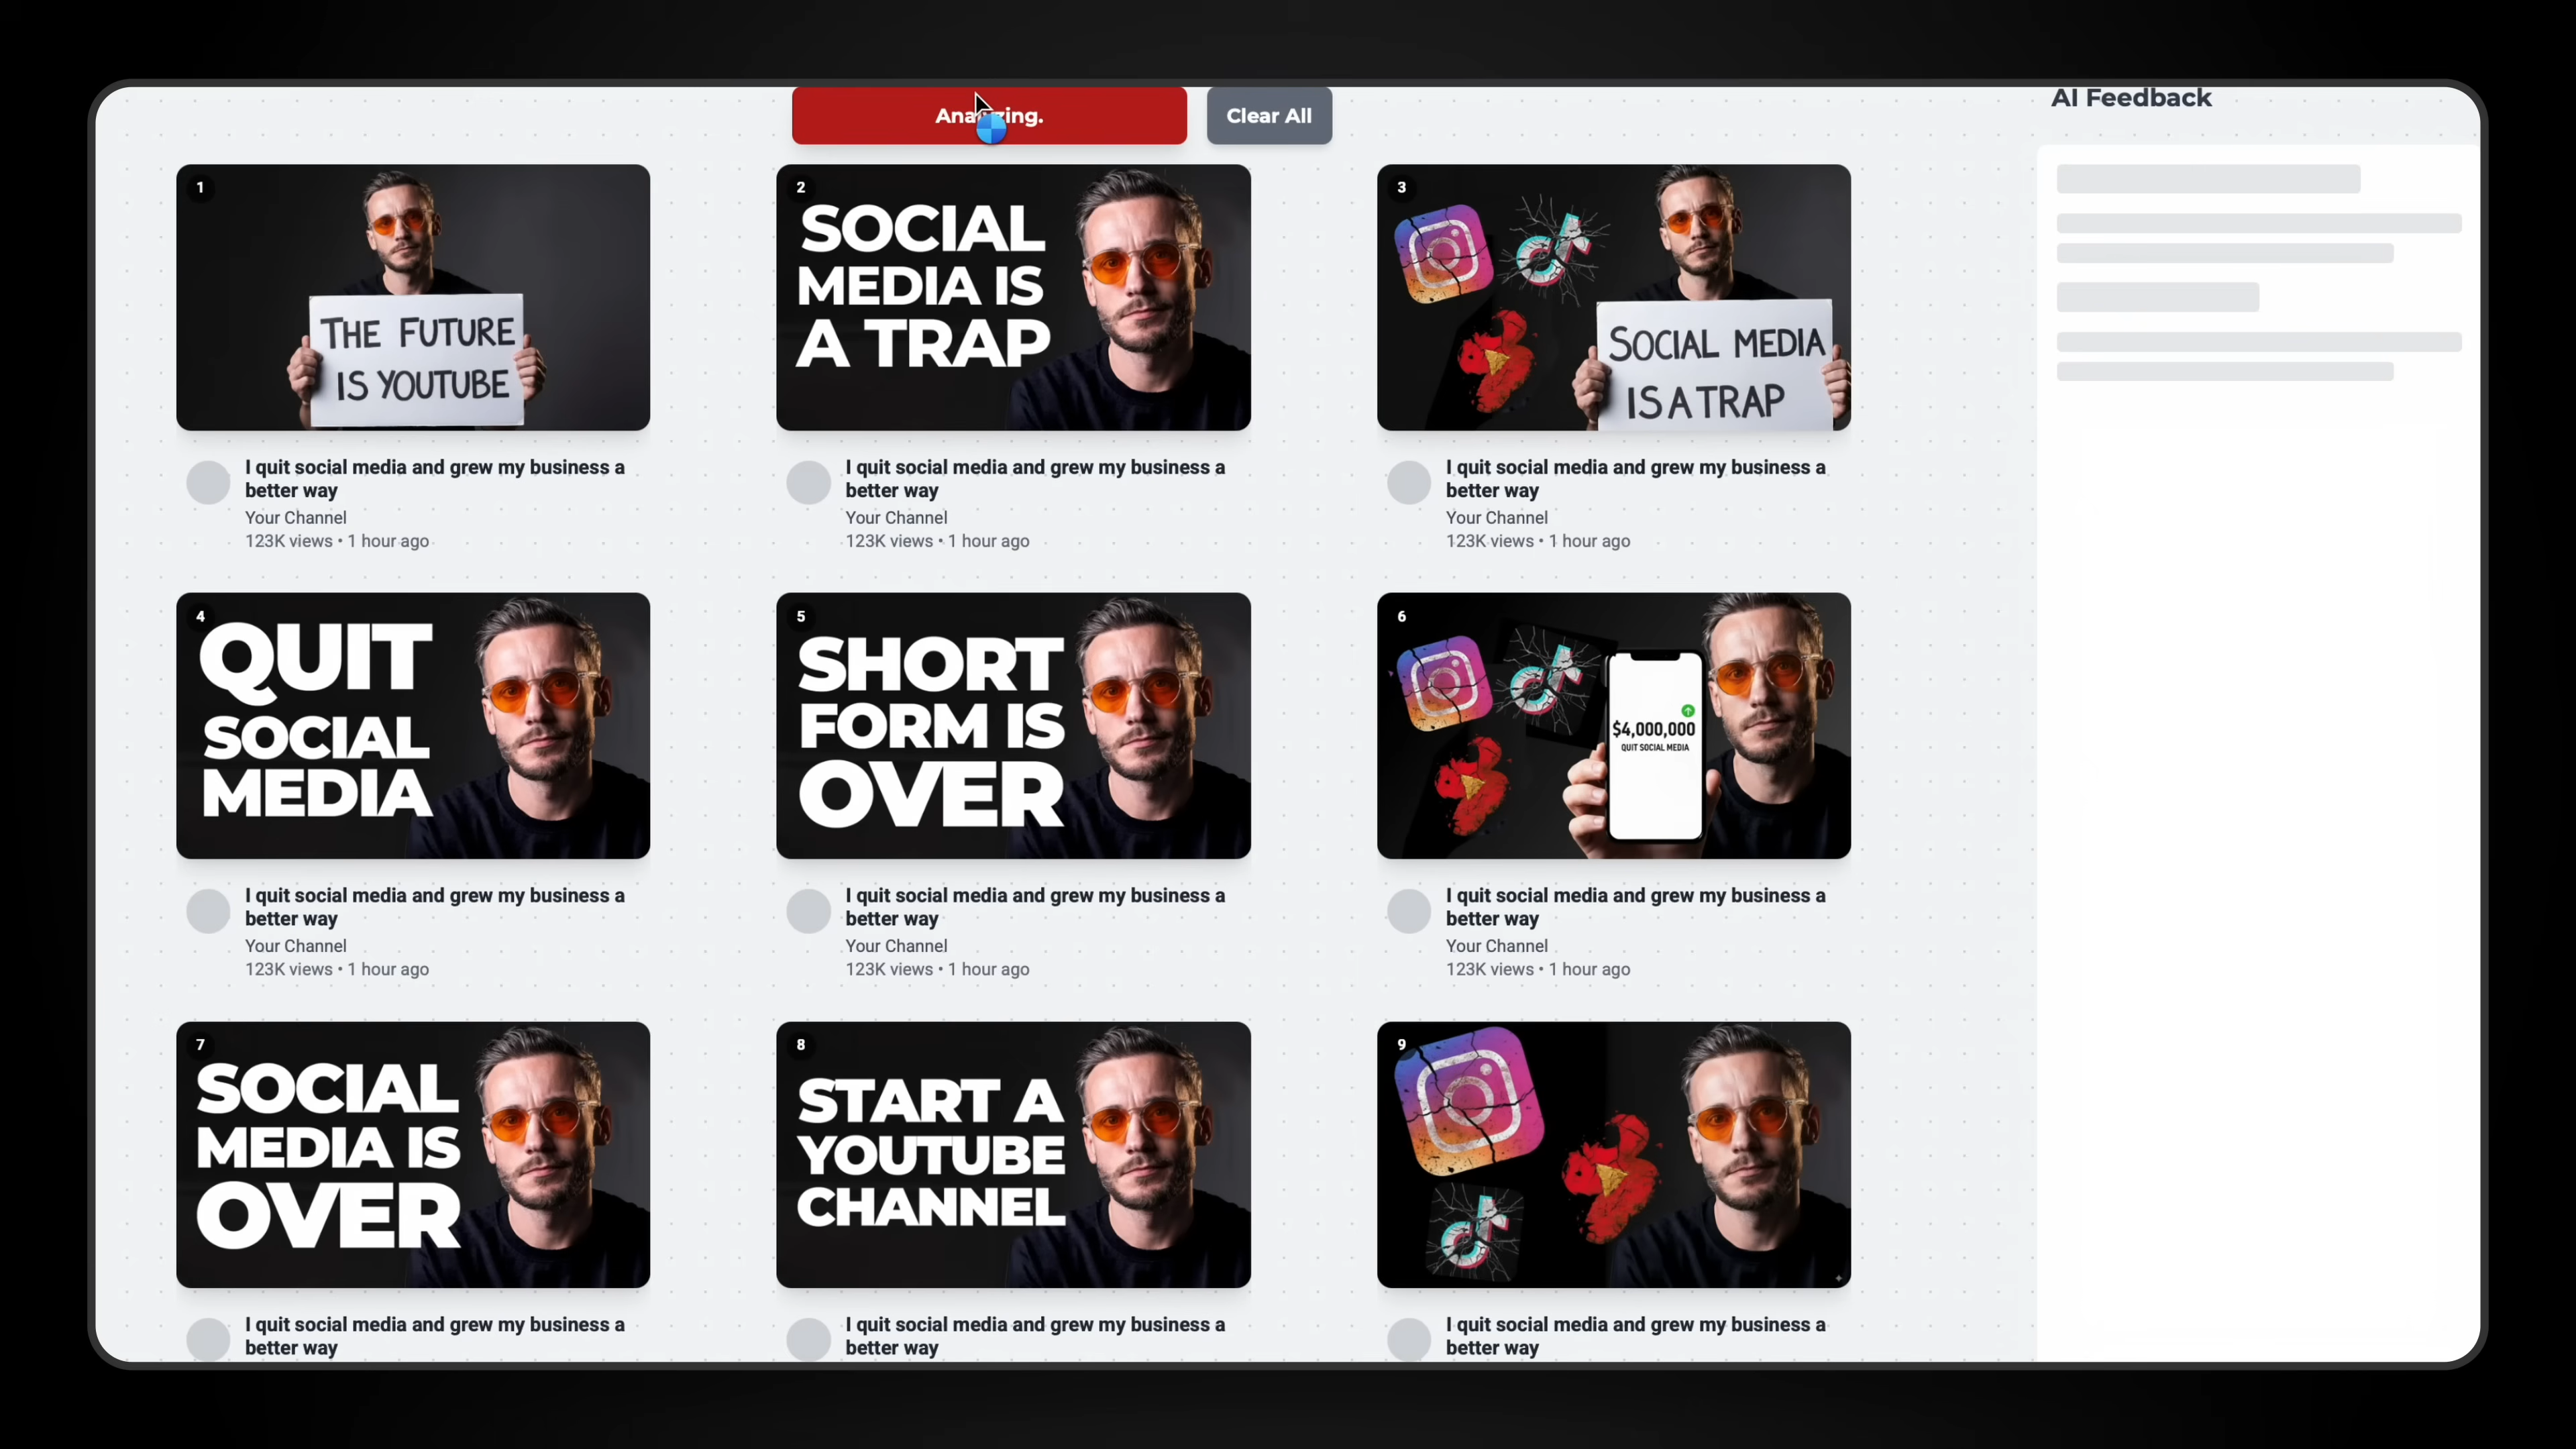 Analyzing.
Clear All
AI Feedback
1
THE FUTURE
IS YOUTUBE
I quit social media and grew my business a
better way
Your Channel
123K views • 1 hour ago
2
SOCIAL
MEDIA IS
A TRAP
I quit social media and grew my business a
better way
Your Channel
123K views • 1 hour ago
3
SOCIAL MEDIA
IS A TRAP
I quit social media and grew my business a
better way
Your Channel
123K views • 1 hour ago
4
QUIT
SOCIAL
MEDIA
I quit social media and grew my business a
better way
Your Channel
123K views • 1 hour ago
5
SHORT
FORM IS
OVER
I quit social media and grew my business a
better way
Your Channel
123K views • 1 hour ago
6
$4,000,000
QUIT SOCIAL MEDIA
I quit social media and grew my business a
better way
Your Channel
123K views • 1 hour ago
7
SOCIAL
MEDIA IS
OVER
I quit social media and grew my business a
better way
8
START A
YOUTUBE
CHANNEL
I quit social media and grew my business a
better way
9
I quit social media and grew my business a
better way